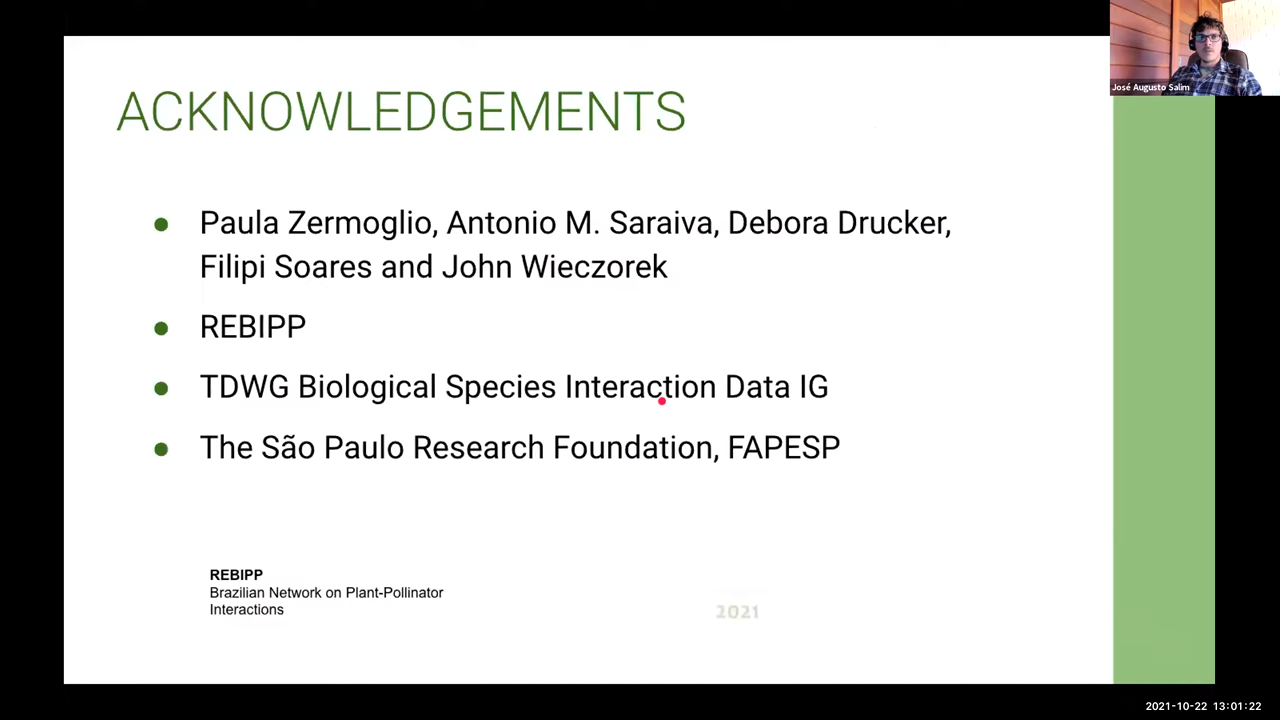 ACKNOWLEDGEMENTS
José Augusto Salim
● Paula Zermoglio, Antonio M. Saraiva, Debora Drucker,
Filipi Soares and John Wieczorek
● REBIPP
● TDWG Biological Species Interaction Data IG
● The São Paulo Research Foundation, FAPESP
REBIPP
Brazilian Network on Plant-Pollinator
Interactions
2021
2021-10-22 13:01:22